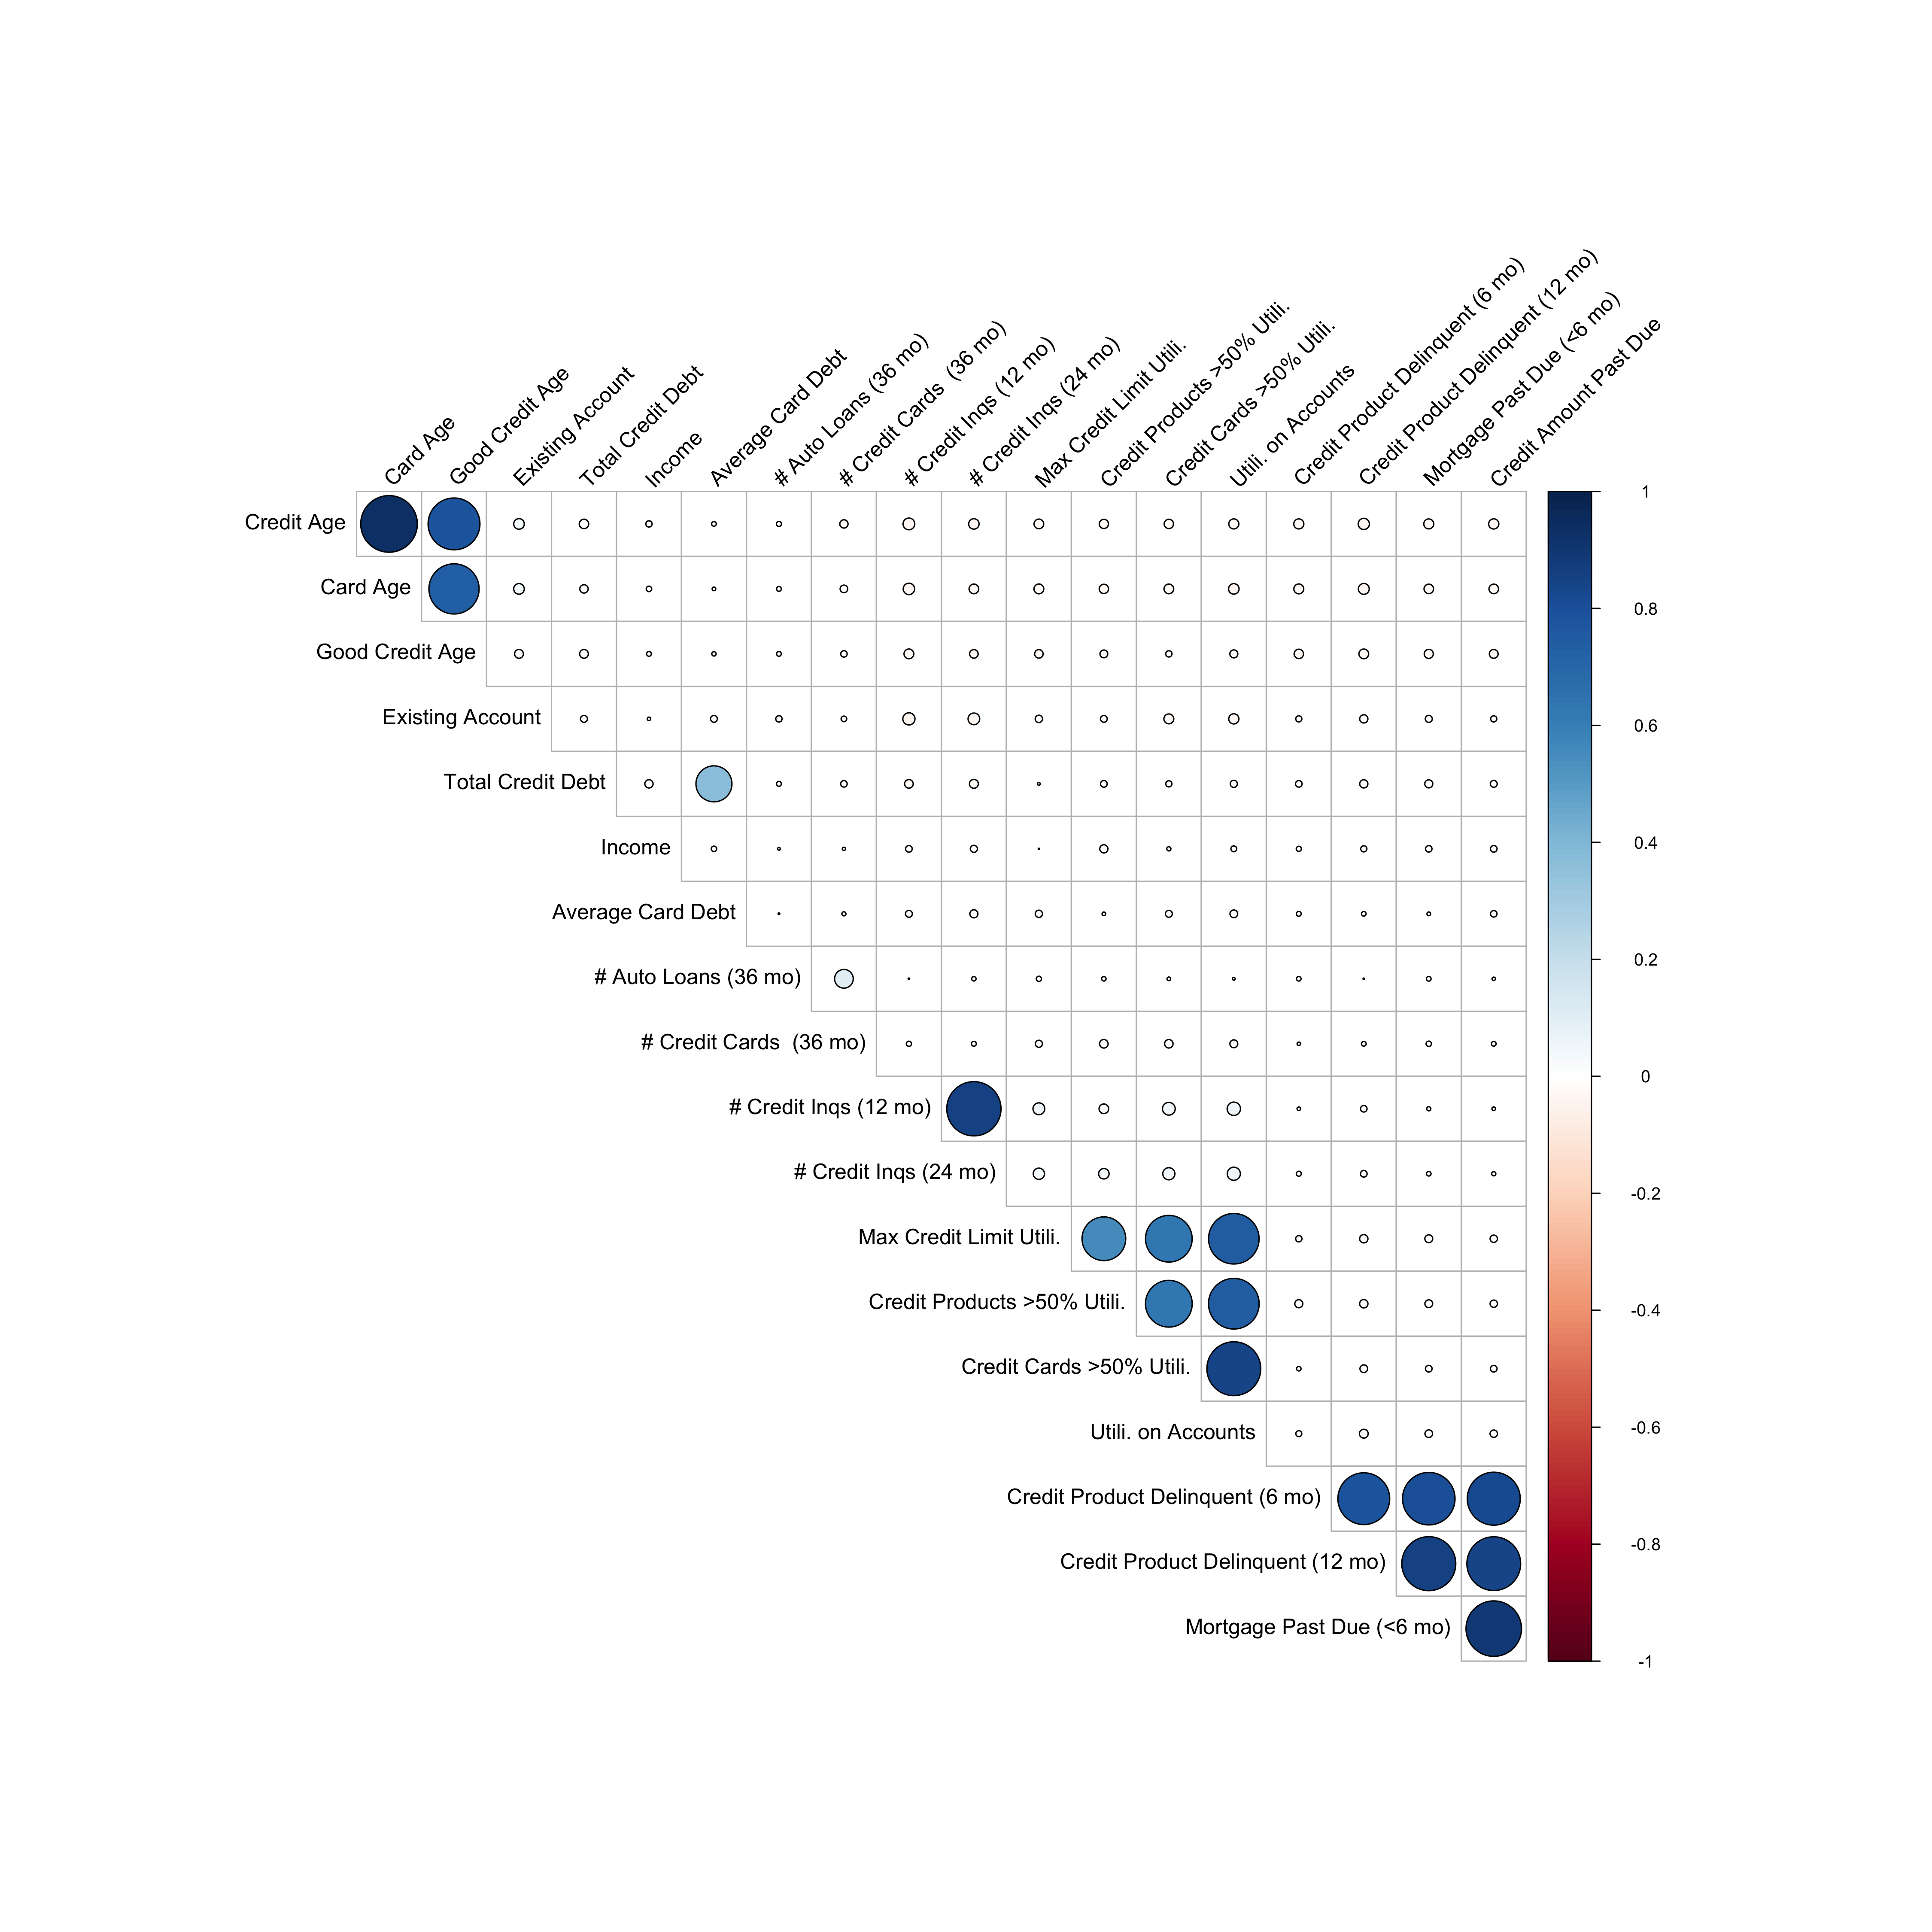 Card Age
Good Credit Age
Existing Account
Total Credit Debt
Income
Average Card Debt
# Auto Loans (36 mo)
# Credit Cards  (36 mo)
# Credit Inqs (12 mo)
# Credit Inqs (24 mo)
Max Credit Limit Utili.
Credit Products >50% Utili.
Credit Cards >50% Utili.
Utili. on Accounts
Credit Product Delinquent (6 mo)
Credit Product Delinquent (12 mo)
Mortgage Past Due (<6 mo)
Credit Amount Past Due
Credit Age
Card Age
Good Credit Age
Existing Account
Total Credit Debt
Income
Average Card Debt
# Auto Loans (36 mo)
# Credit Cards  (36 mo)
# Credit Inqs (12 mo)
# Credit Inqs (24 mo)
Max Credit Limit Utili.
Credit Products >50% Utili.
Credit Cards >50% Utili.
Utili. on Accounts
Credit Product Delinquent (6 mo)
Credit Product Delinquent (12 mo)
Mortgage Past Due (<6 mo)
1
0.8
0.6
0.4
0.2
0
-0.2
-0.4
-0.6
-0.8
-1